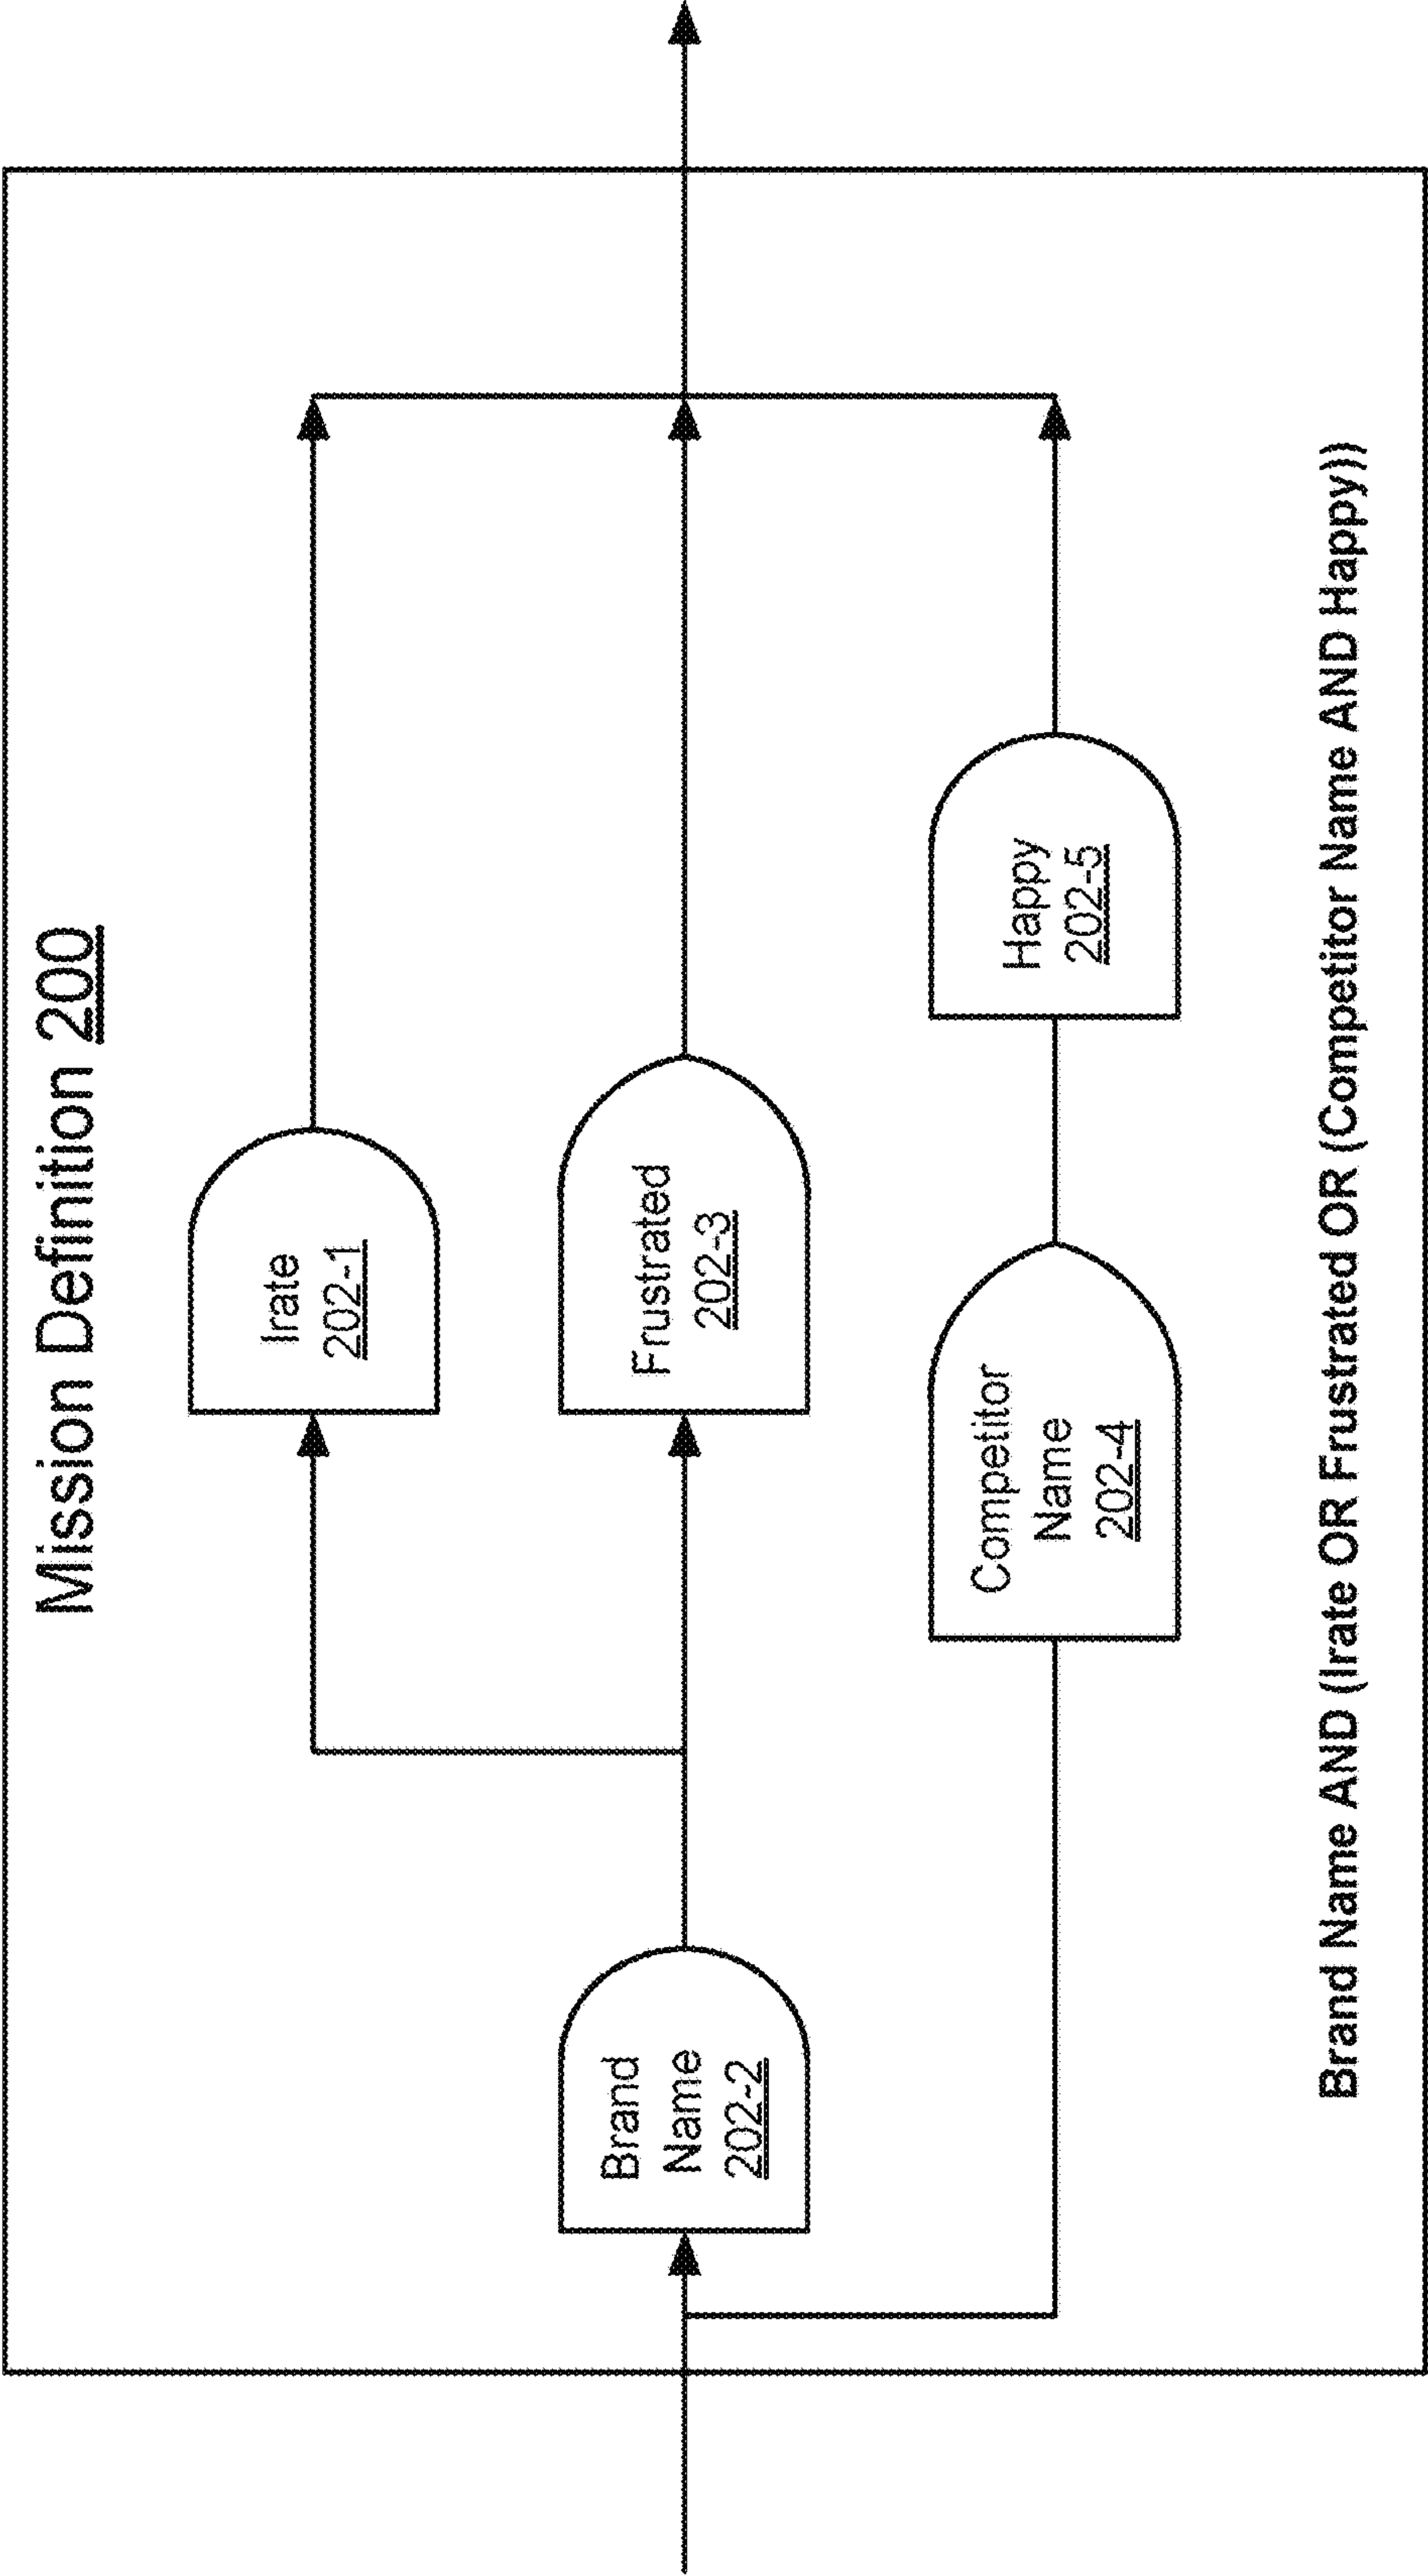 Mission Definition 200
Irate
202-1
Brand
Name
202-2
Frustrated
202-3
Competitor
Name
202-4
Happy
202-5
Brand Name AND (Irate OR Frustrated OR (Competitor Name AND Happy)))